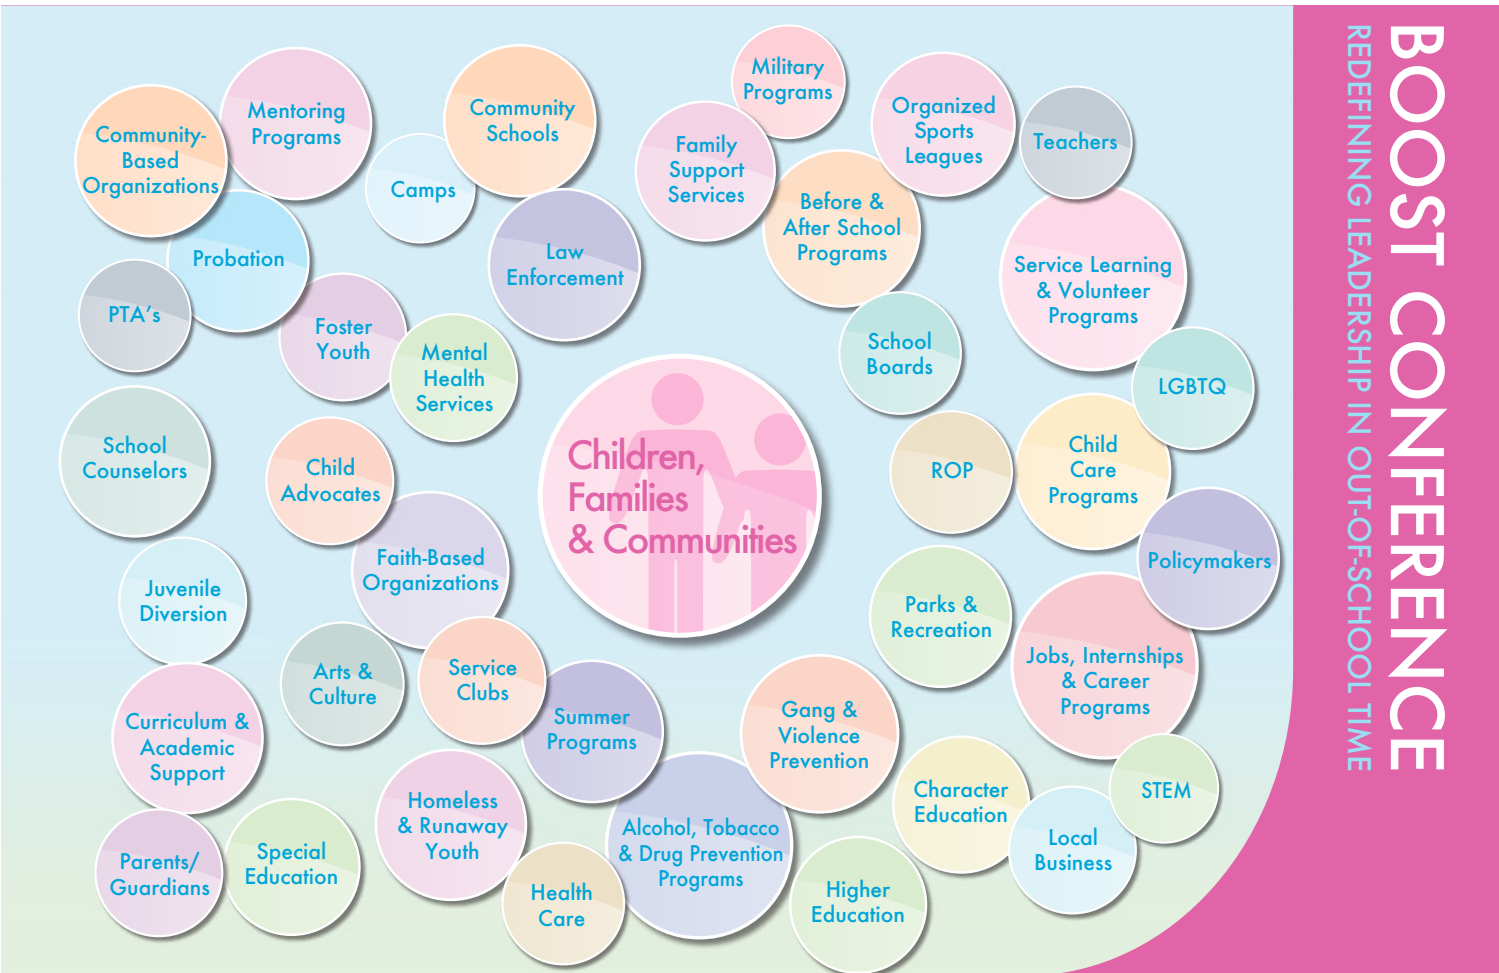 Military
Programs
Mentoring
Programs
Community
Schools
Organized
Sports
Leagues
Community-
Based
Organizations
Family
Support
Services
Teachers
Camps
Before &
After School
Programs
Probation
Law
Enforcement
Service Learning
& Volunteer
Programs
PTA's
Foster
Youth
Mental
Health
Services
School
Boards
LGBTQ
School
Counselors
Child
Advocates
Children,
Families
& Communities
ROP
Child
Care
Programs
Faith-Based
Organizations
Policymakers
Juvenile
Diversion
Parks &
Recreation
Arts &
Culture
Service
Clubs
Jobs, Internships
& Career
Programs
Curriculum &
Academic
Support
Summer
Programs
Gang &
Violence
Prevention
Character
Education
STEM
Homeless
& Runaway
Youth
Alcohol, Tobacco
& Drug Prevention
Programs
Local
Business
Parents/
Guardians
Special
Education
Health
Care
Higher
Education
BOOST CONFERENCE
REDEFINING LEADERSHIP IN OUT-OF-SCHOOL TIME